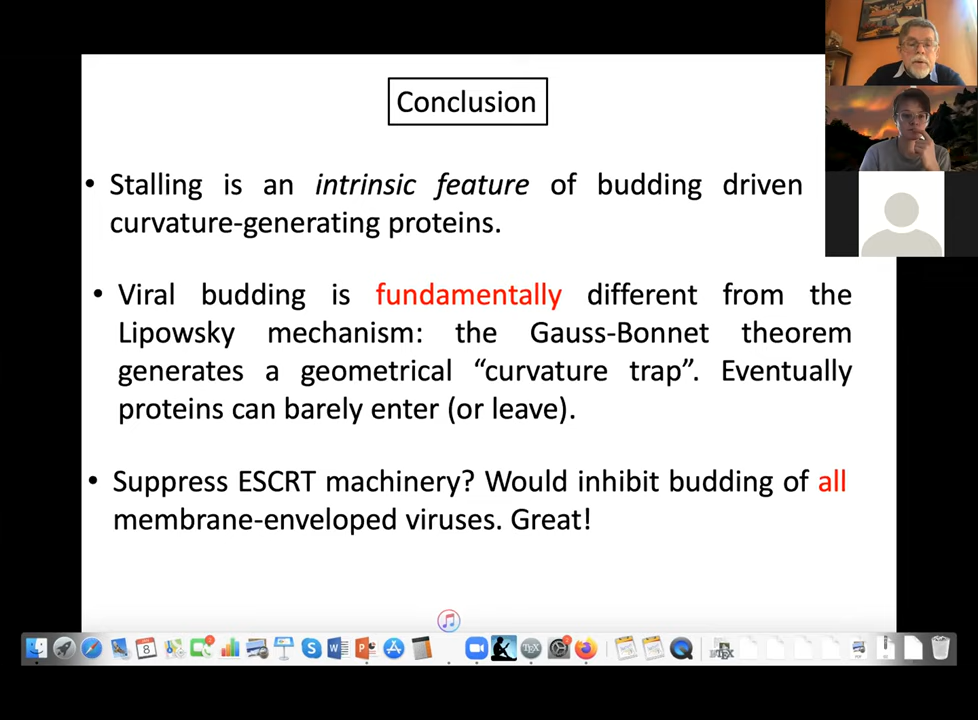 Conclusion
• Stalling is an intrinsic feature of budding driven
curvature-generating proteins.
• Viral budding is fundamentally different from the
Lipowsky mechanism: the Gauss-Bonnet theorem
generates a geometrical “curvature trap”. Eventually
proteins can barely enter (or leave).
• Suppress ESCRT machinery? Would inhibit budding of all
membrane-enveloped viruses. Great!
8